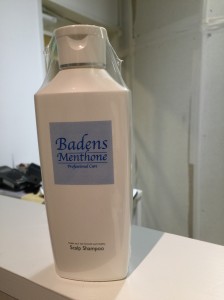 Badens
Menthone
Professional Care
Scalp Shampoo